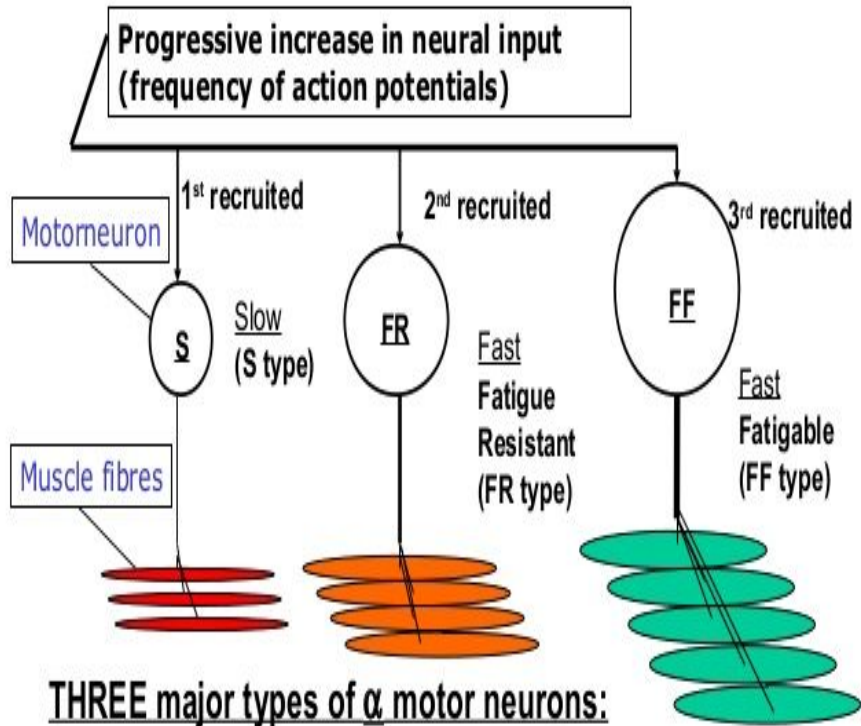 Progressive increase in neural input
(frequency of action potentials)
1st recruited
2nd recruited
3rd recruited
Motorneuron
S
Slow
(S type)
FR
Fast
Fatigue
Resistant
(FR type)
FF
Fast
Fatigable
(FF type)
Muscle fibres
THREE major types of α motor neurons: